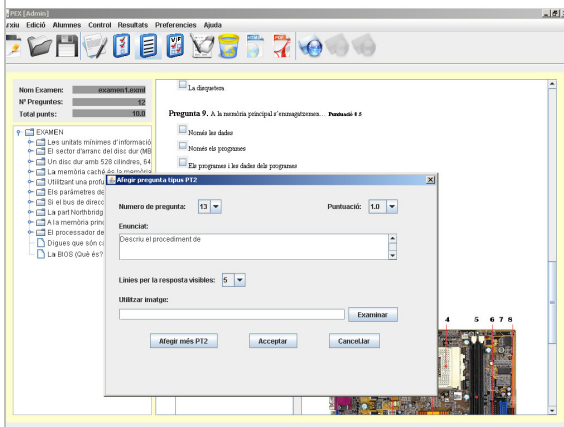 PEX [Admin]
Edició Alumnes Control Resultats Preferencies Ajuda
Nom Examen: examen1.exml
Nº Preguntes: 12
Total punts: 10.0
EXAMEN
Les unitats mínimes d'informació
El sector d'arranc del disc dur (MB
Un disc dur amb 528 cilindres, 64
La memòria caché és la memòria
Utilitzant una profu
Els paràmetres de
Si el bus de direcc
La part Northbridg
A la memòria princ
El processador de
Digues que són
La BIOS (Què és?
La disquetera
Pregunta 9. A la memòria principal s'emmagatzemen... Puntuació 0.5
Només les dades
Només els programes
Els programes i les dades dels programes
Afegir pregunta tipus PT2
Numero de pregunta: 13
Puntuació: 1.0
Enunciat:
Descriu el procediment de
Línies per la resposta visibles: 5
Utilitzar imatge:
Examinar
Afegir més PT2
Acceptar
Cancel.lar
4 5 6 7 8